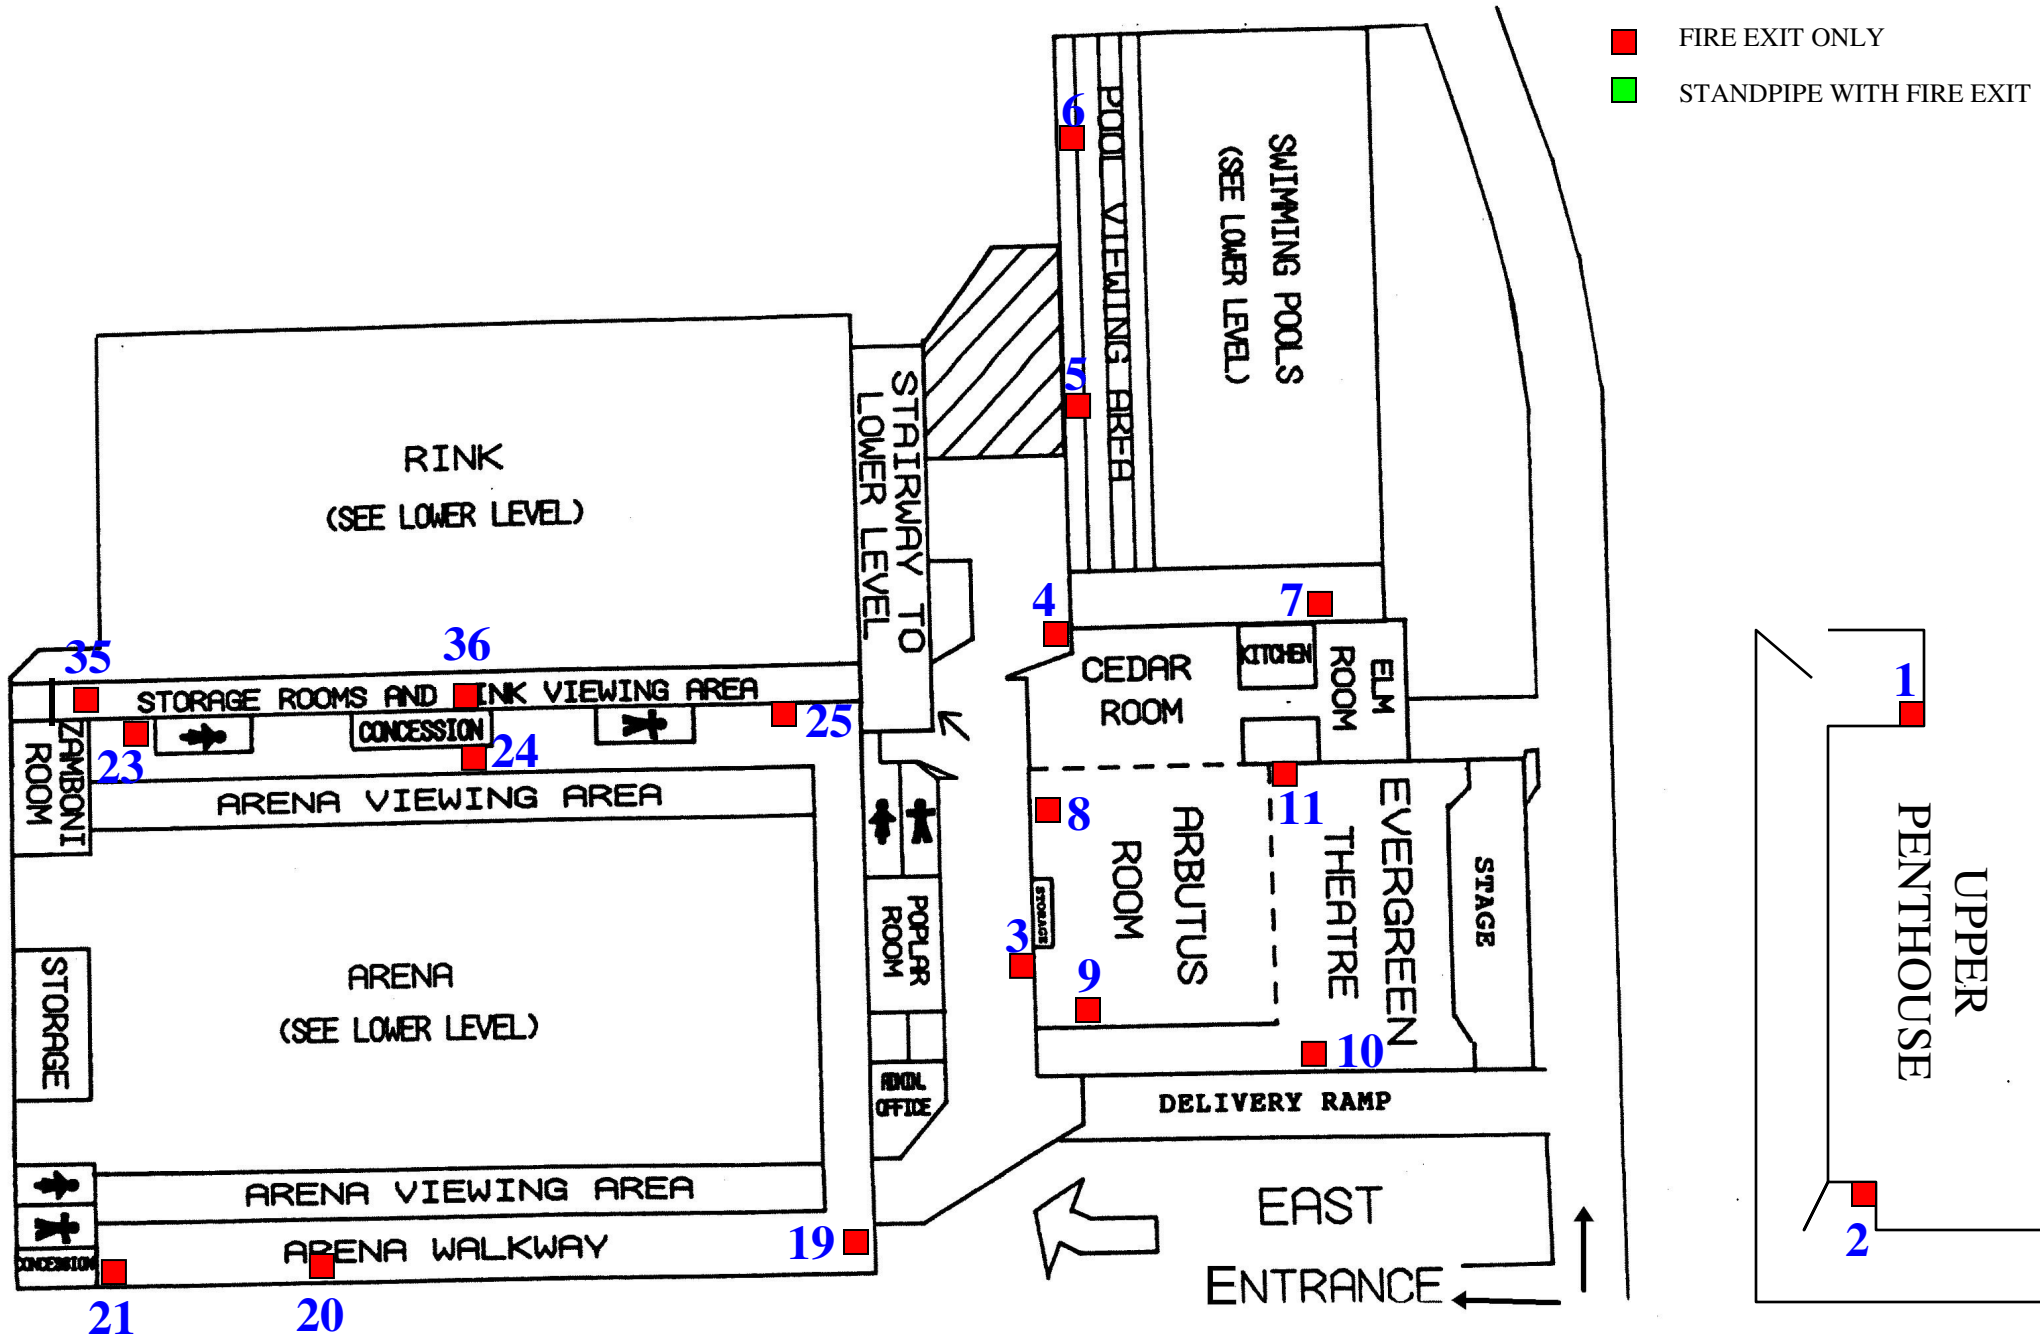 FIRE EXIT ONLY
STANDPIPE WITH FIRE EXIT
6
POOL VIEWING AREA
SWIMMING POOLS
(SEE LOWER LEVEL)
5
STAIRWAY TO
LOWER LEVEL
RINK
(SEE LOWER LEVEL)
4
7
35
36
STORAGE ROOMS AND RINK VIEWING AREA
CEDAR
ROOM
KITCHEN
ELM
ROOM
1
ZAMBONI
ROOM
23
CONCESSION
24
25
ARENA VIEWING AREA
8
11
ARBUTUS
ROOM
EVERGREEN
THEATRE
STAGE
UPPER
PENTHOUSE
POPLAR
ROOM
STORAGE
3
9
STORAGE
ARENA
(SEE LOWER LEVEL)
10
ADMIN.
OFFICE
DELIVERY RAMP
ARENA VIEWING AREA
EAST
ENTRANCE
19
2
ARENA WALKWAY
CONCESSION
21
20